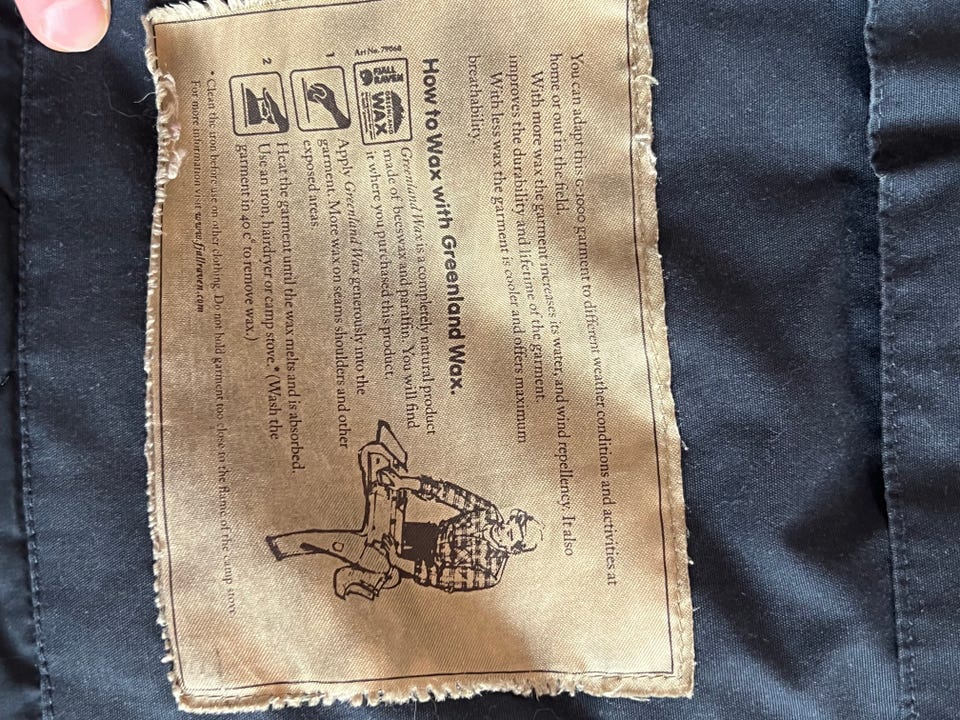 You can adapt this G-1000 garment to different weather conditions and activities at
home or our in the field.
With more wax the garment increases its water, and wind repellency. It also
improves the durability and lifetime of the garment.
With less wax the garment is cooler and offers maximum
breathability.
How to Wax with Greenland Wax.
Art No. 79060
FJALL
RAVEN
GREENLAND
WAX
Greenland Wax is a completely natural product
made of beeswax and paraffin. You will find
it where you purchased this product.
1
Apply Greenland Wax generously into the
garment. More wax on seams shoulders and other
exposed areas.
2
Heat the garment until the wax melts and is absorbed.
Use an iron, hairdryer or camp stove.* (Wash the
garment in 40 C° to remove wax.)
* Clean the iron before use on other clothing. Do not hold garment too close to the flame of the camp stove.
For more information visit www.fjallraven.com